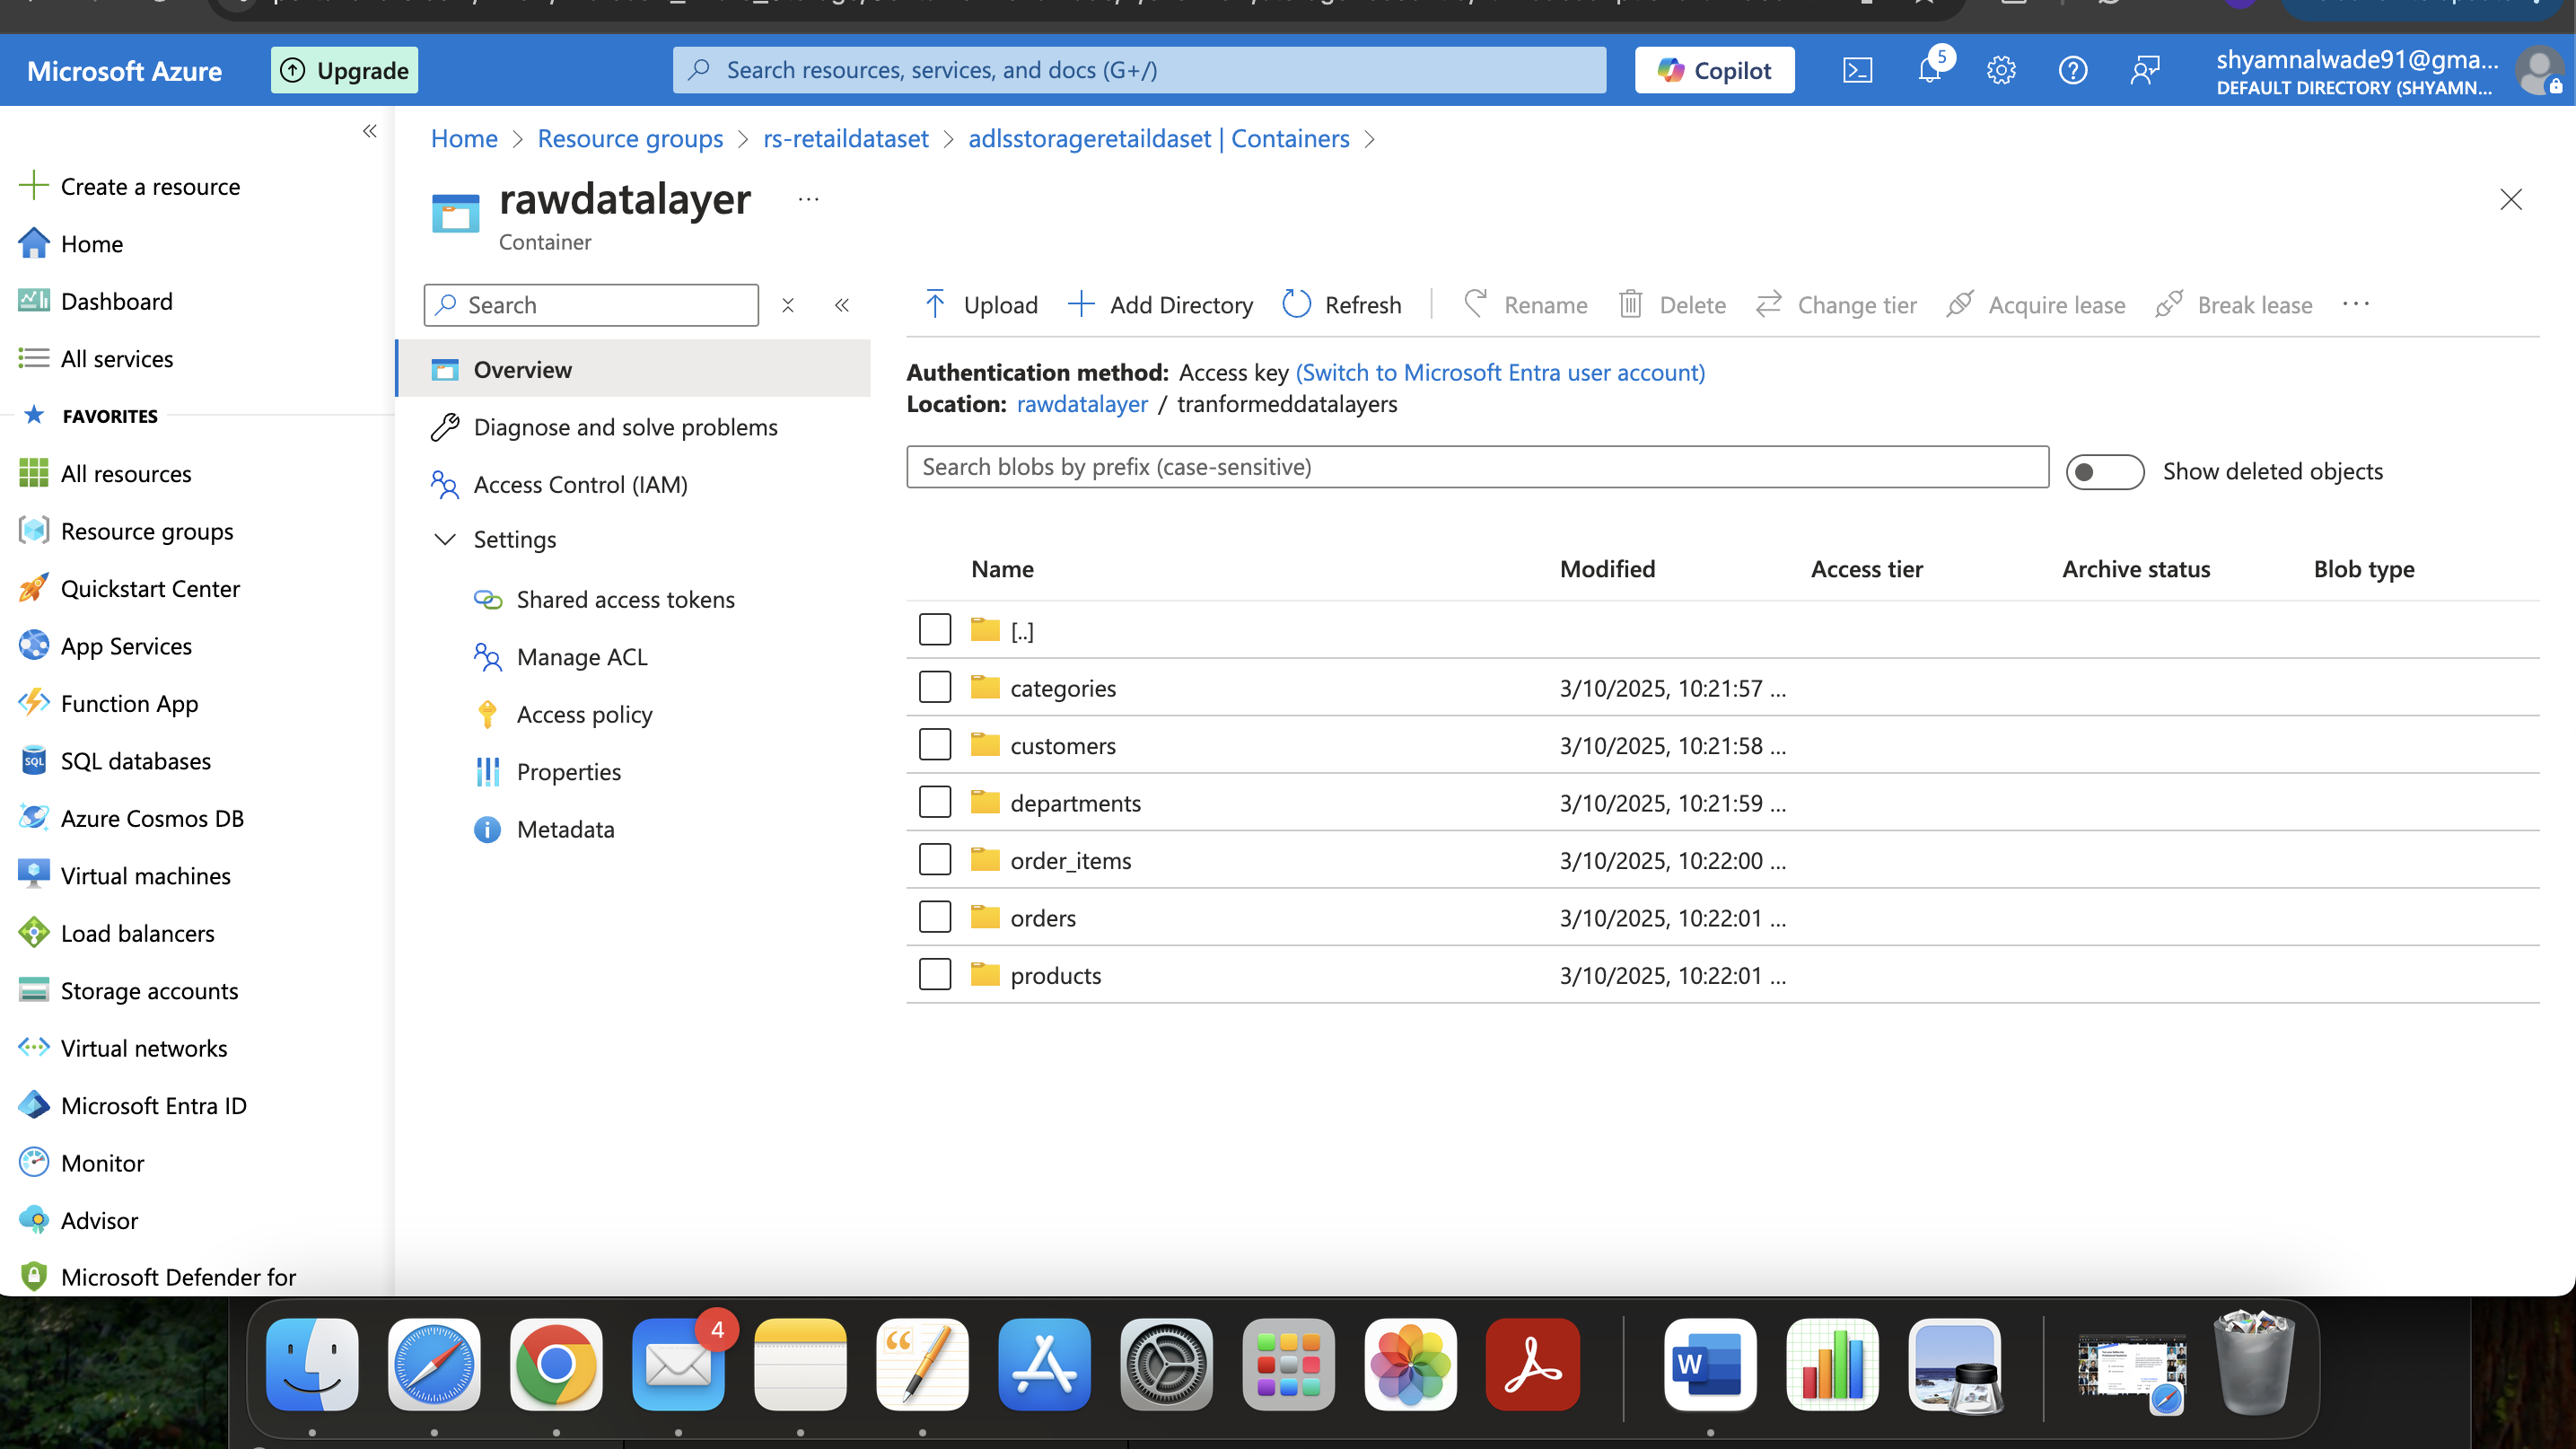 Microsoft Azure
Upgrade
Search resources, services, and docs (G+/)
Copilot
5
shyamnalwade91@gma...
DEFAULT DIRECTORY (SHYAMN...
Create a resource
Home
Dashboard
All services
FAVORITES
All resources
Resource groups
Quickstart Center
App Services
Function App
SQL
SQL databases
Azure Cosmos DB
Virtual machines
Load balancers
Storage accounts
Virtual networks
Microsoft Entra ID
Monitor
Advisor
Microsoft Defender for
Home > Resource groups > rs-retaildataset > adlsstorageretaildaset | Containers >
rawdatalayer ...
Container
Search
Overview
Diagnose and solve problems
Access Control (IAM)
Settings
Shared access tokens
Manage ACL
Access policy
Properties
Metadata
Upload Add Directory Refresh Rename Delete Change tier Acquire lease Break lease ...
Authentication method: Access key (Switch to Microsoft Entra user account)
Location: rawdatalayer / tranformeddatalayers
Search blobs by prefix (case-sensitive)
Show deleted objects
Name Modified Access tier Archive status Blob type
[..]
categories 3/10/2025, 10:21:57 ...
customers 3/10/2025, 10:21:58 ...
departments 3/10/2025, 10:21:59 ...
order_items 3/10/2025, 10:22:00 ...
orders 3/10/2025, 10:22:01 ...
products 3/10/2025, 10:22:01 ...
4
W